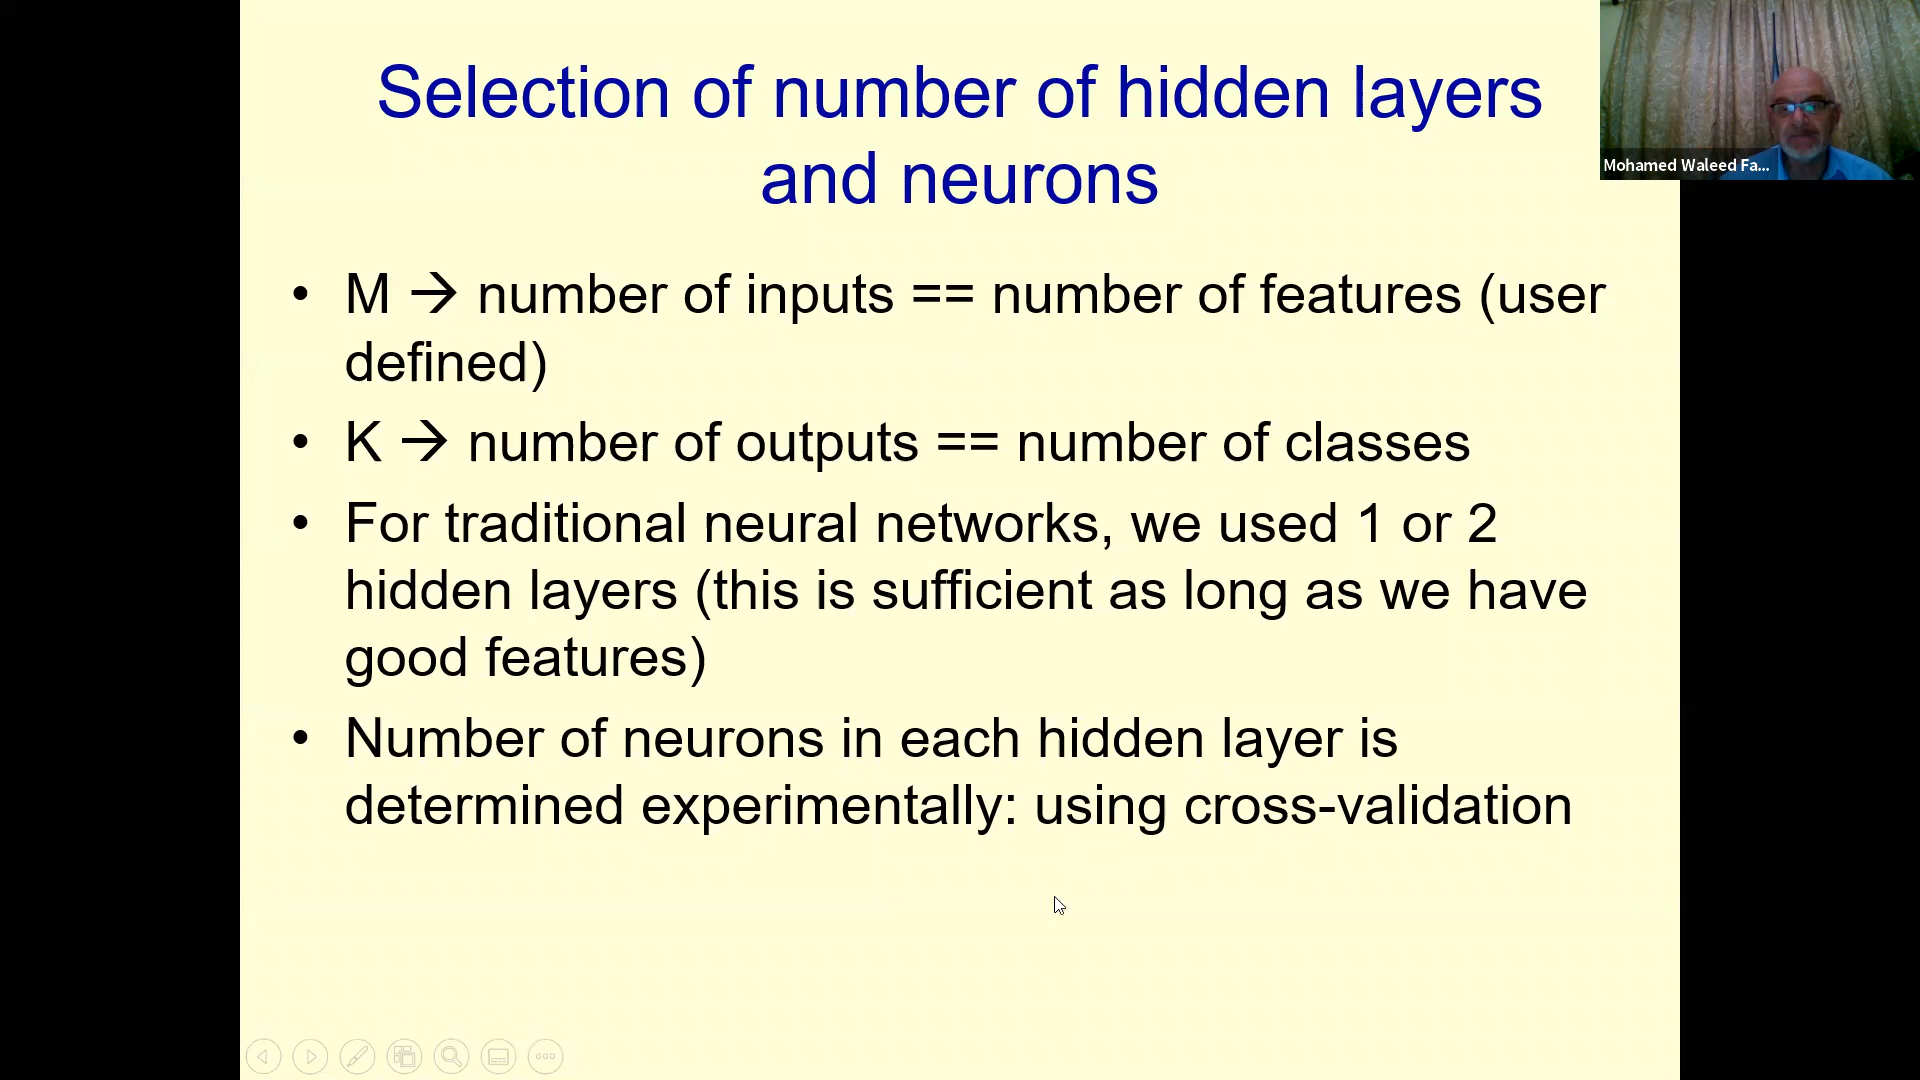 Selection of number of hidden layers
and neurons
Mohamed Waleed Fa...
• M → number of inputs == number of features (user
defined)
• K → number of outputs == number of classes
• For traditional neural networks, we used 1 or 2
hidden layers (this is sufficient as long as we have
good features)
• Number of neurons in each hidden layer is
determined experimentally: using cross-validation